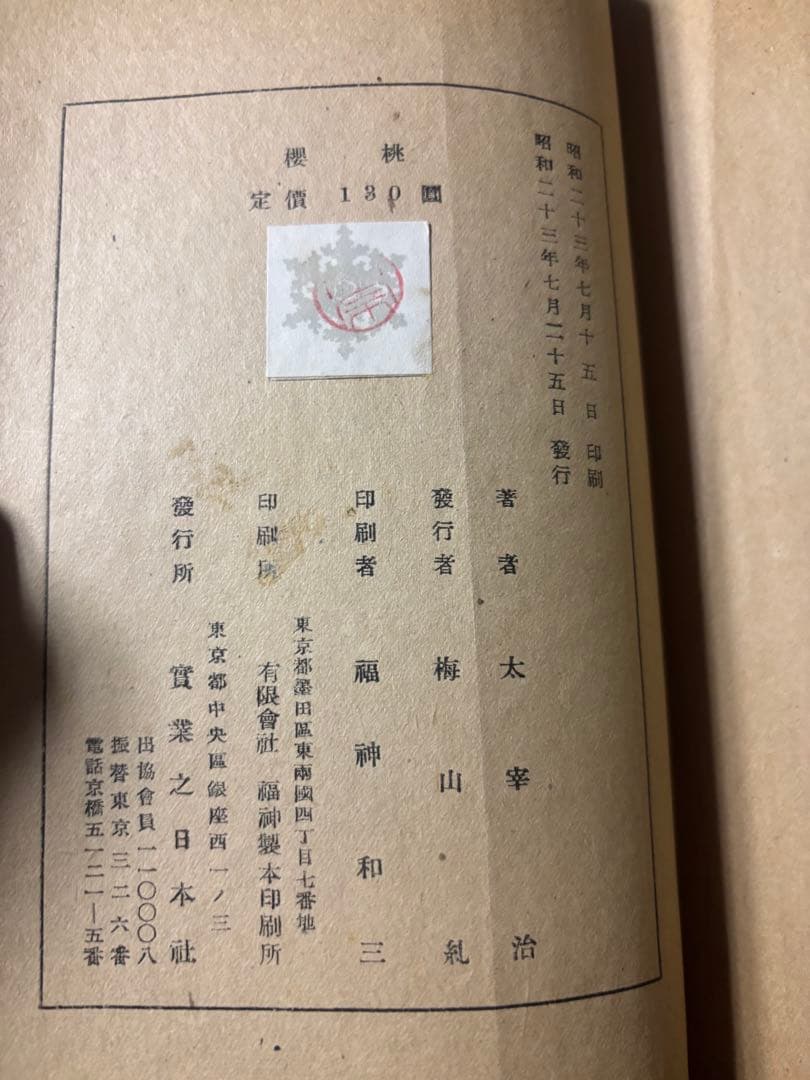 昭和二十三年七月十五日 印刷
昭和二十三年七月二十五日 發行
櫻桃
定價 130圓
著者 太宰治
發行者 梅山糺
印刷者 福神和三
東京都墨田區東兩國四丁目七番地
印刷所 有限會社 福神製本印刷所
東京都中央區銀座西一ノ三
發行所 實業之日本社
出協會員一一〇〇〇八
振替東京三二六番
電話京橋五一二一—五番